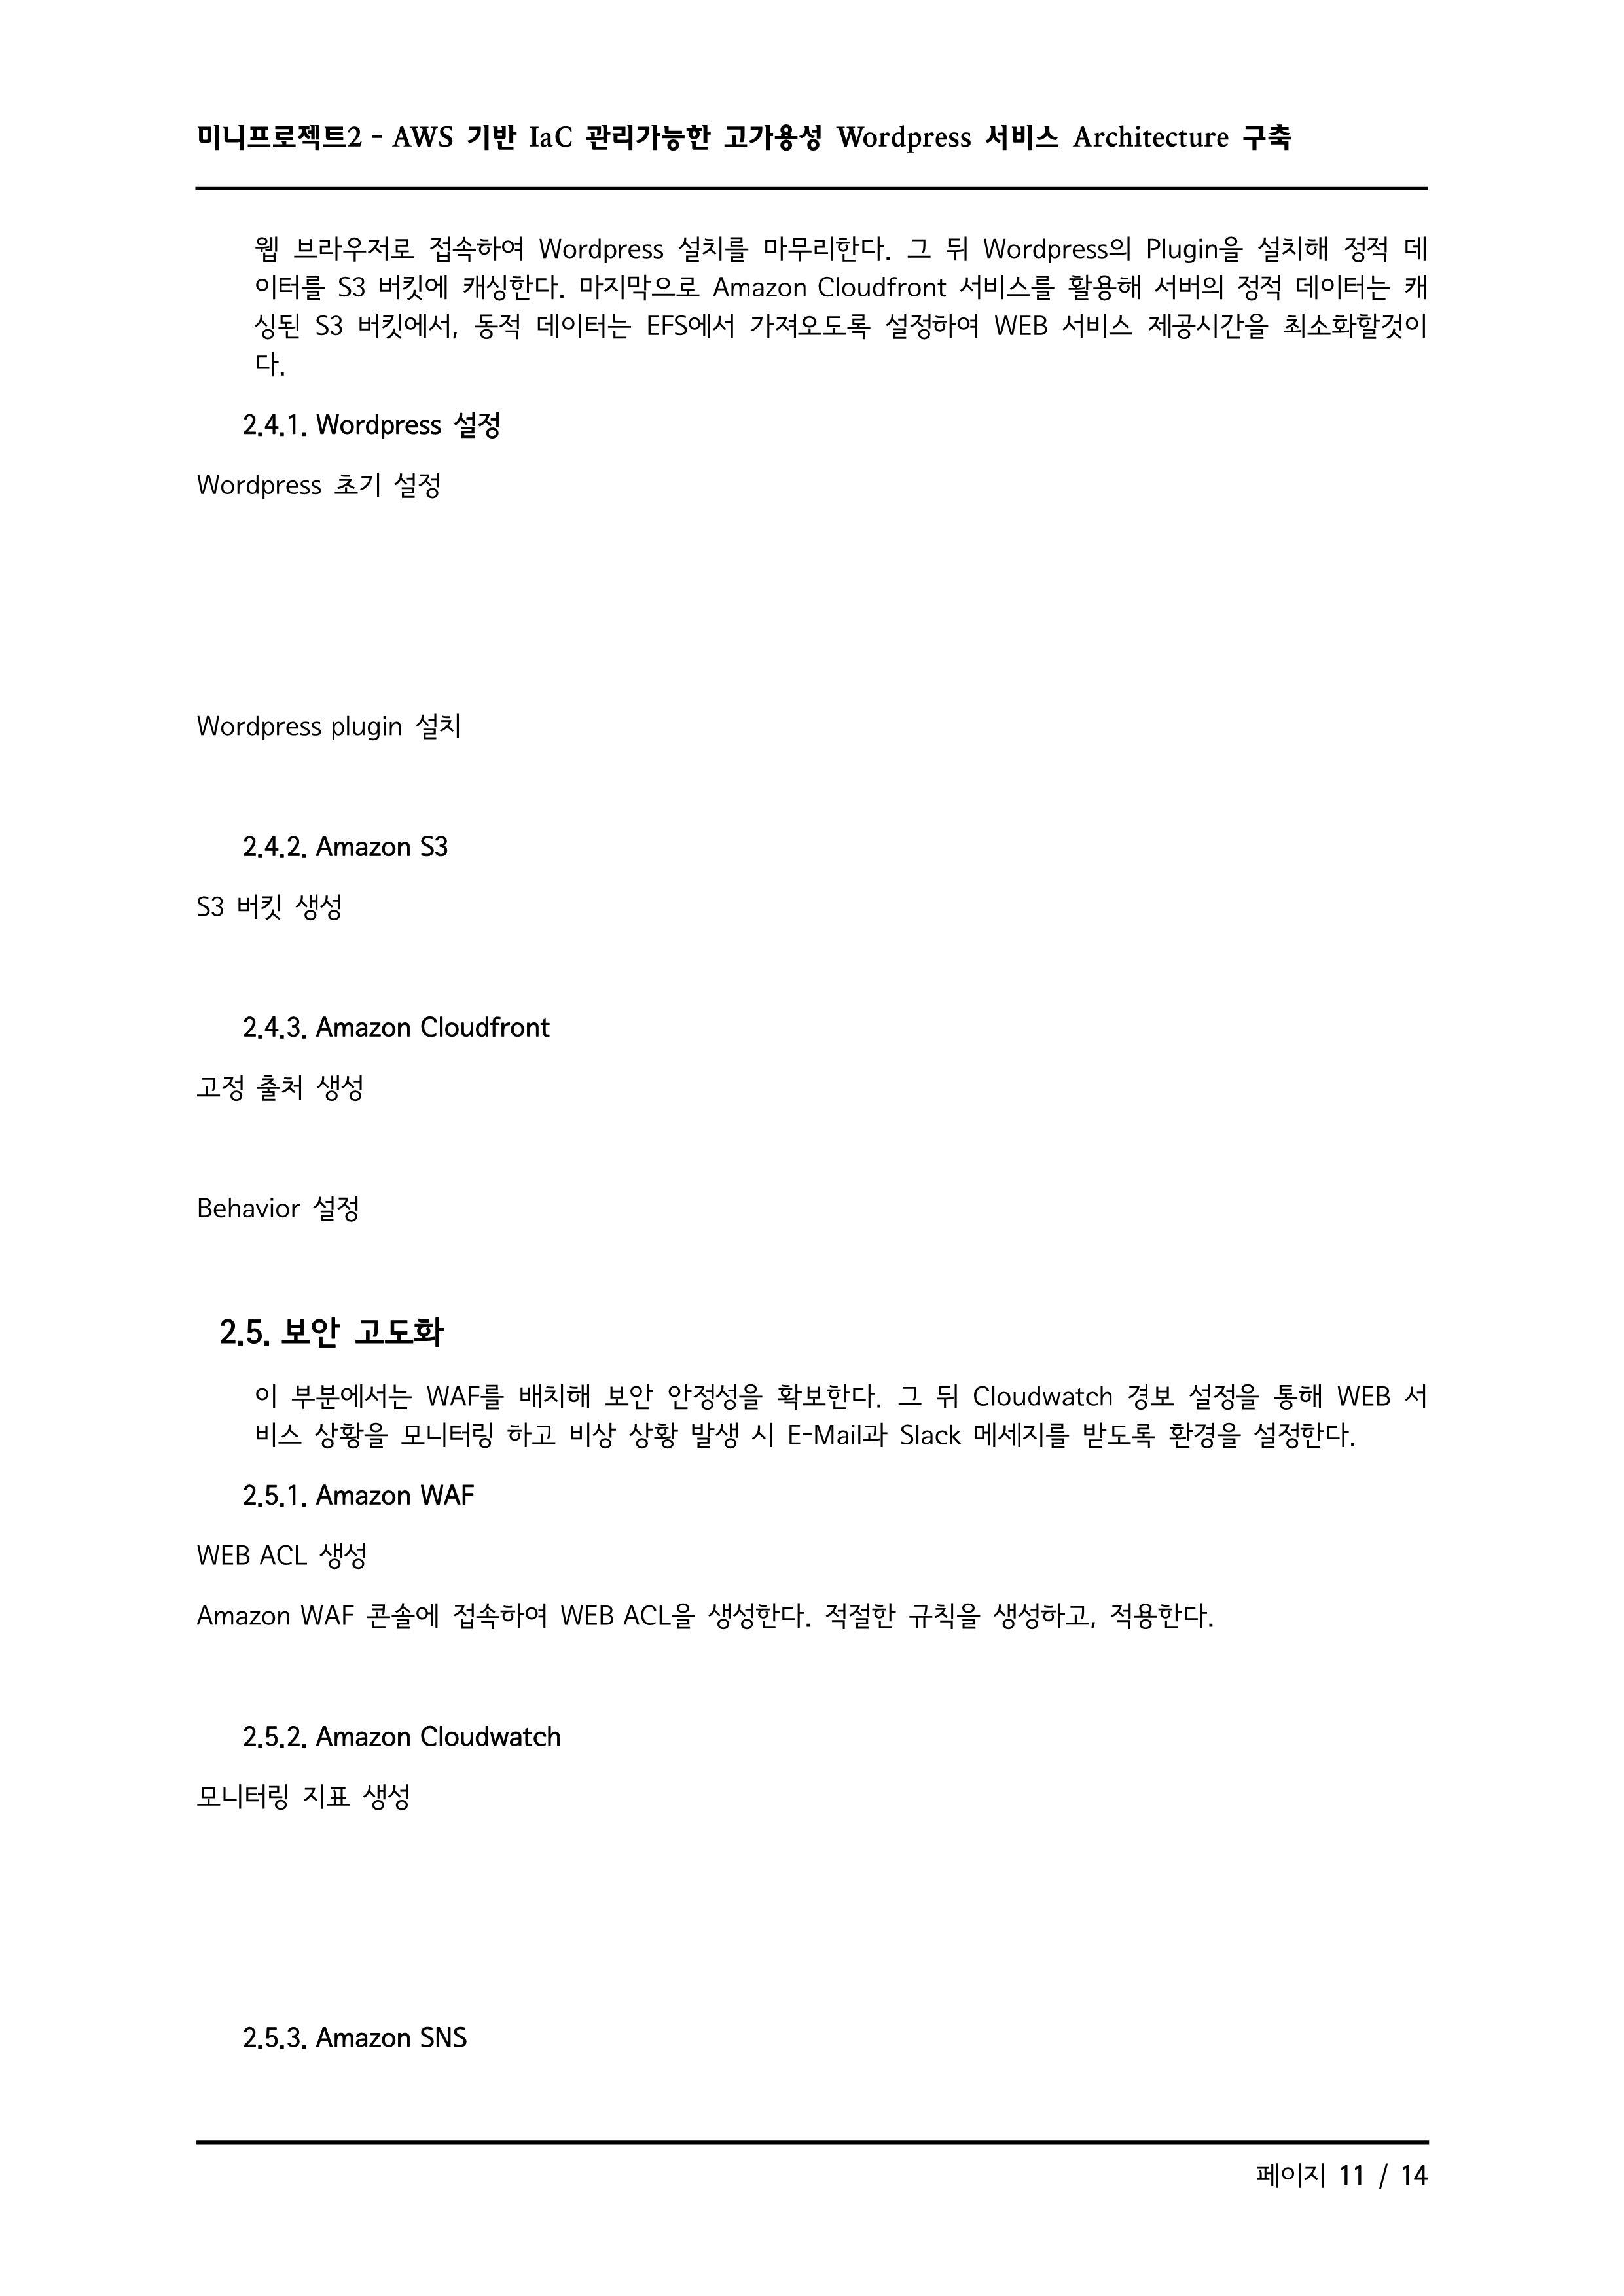 미니프로젝트2 - AWS 기반 IaC 관리가능한 고가용성 Wordpress 서비스 Architecture 구축
웹 브라우저로 접속하여 Wordpress 설치를 마무리한다. 그 뒤 Wordpress의 Plugin을 설치해 정적 데
이터를 S3 버킷에 캐싱한다. 마지막으로 Amazon Cloudfront 서비스를 활용해 서버의 정적 데이터는 캐
싱된 S3 버킷에서, 동적 데이터는 EFS에서 가져오도록 설정하여 WEB 서비스 제공시간을 최소화할것이
다.
2.4.1. Wordpress 설정
Wordpress 초기 설정
Wordpress plugin 설치
2.4.2. Amazon S3
S3 버킷 생성
2.4.3. Amazon Cloudfront
고정 출처 생성
Behavior 설정
2.5. 보안 고도화
이 부분에서는 WAF를 배치해 보안 안정성을 확보한다. 그 뒤 Cloudwatch 경보 설정을 통해 WEB 서
비스 상황을 모니터링 하고 비상 상황 발생 시 E-Mail과 Slack 메세지를 받도록 환경을 설정한다.
2.5.1. Amazon WAF
WEB ACL 생성
Amazon WAF 콘솔에 접속하여 WEB ACL을 생성한다. 적절한 규칙을 생성하고, 적용한다.
2.5.2. Amazon Cloudwatch
모니터링 지표 생성
2.5.3. Amazon SNS
페이지 11 / 14